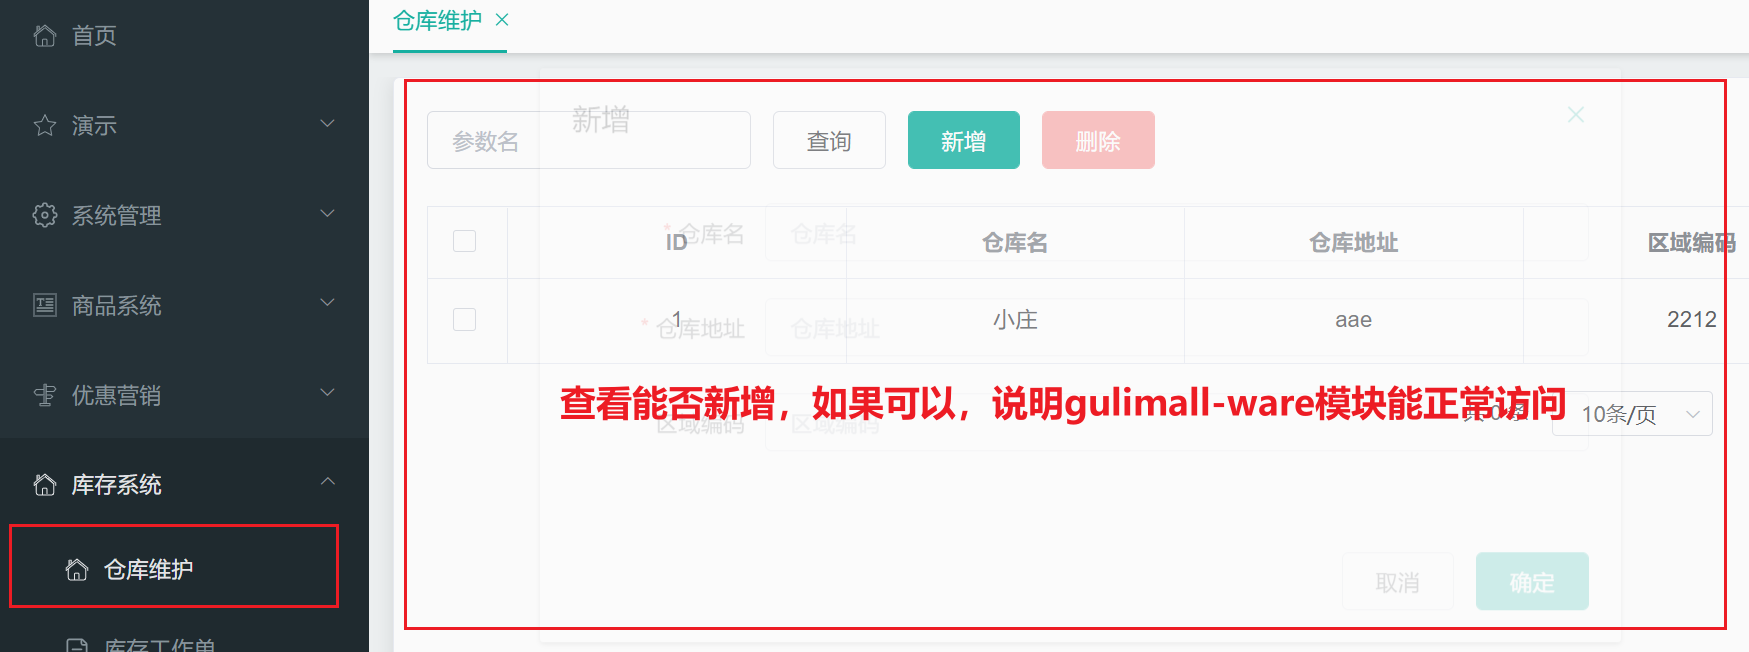 首页
演示
系统管理
商品系统
优惠营销
库存系统
仓库维护
库存工作单
仓库维护
新增
参数名
查询
新增
删除
ID
仓库名
仓库地址
区域编码
* 仓库名
仓库名
1
小庄
aae
2212
* 仓库地址
仓库地址
查看能否新增，如果可以，说明gulimall-ware模块能正常访问
共0条
10条/页
区域编码
区域编码
取消
确定